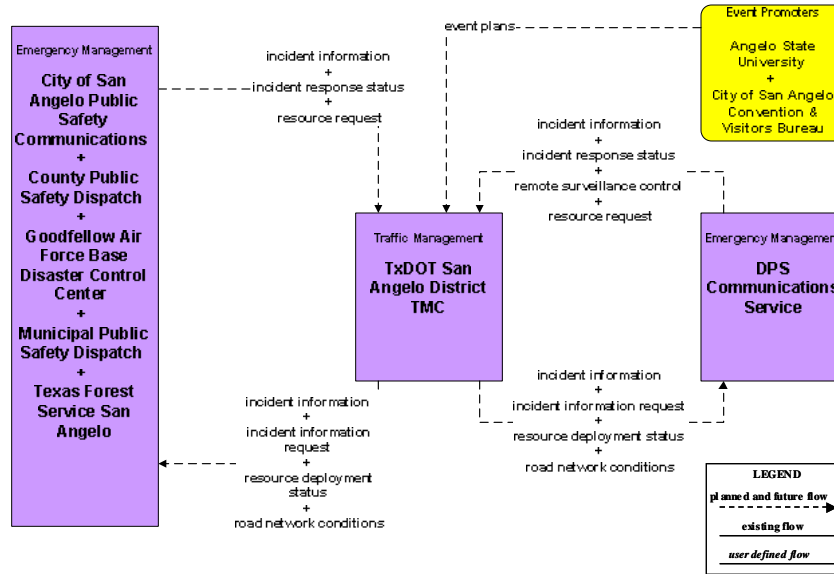 Emergency Management
City of San
Angelo Public
Safety
Communications
+
County Public
Safety Dispatch
+
Goodfellow Air
Force Base
Disaster Control
Center
+
Municipal Public
Safety Dispatch
+
Texas Forest
Service San
Angelo
incident information
+
incident response status
+
resource request
event plans
Event Promoters
Angelo State
University
+
City of San Angelo
Convention &
Visitors Bureau
incident information
+
incident response status
+
remote surveillance control
+
resource request
Traffic Management
TxDOT San
Angelo District
TMC
Emergency Management
DPS
Communications
Service
incident information
+
incident information
request
+
resource deployment
status
+
road network conditions
incident information
+
incident information request
+
resource deployment status
+
road network conditions
LEGEND
planned and future flow
existing flow
user defined flow